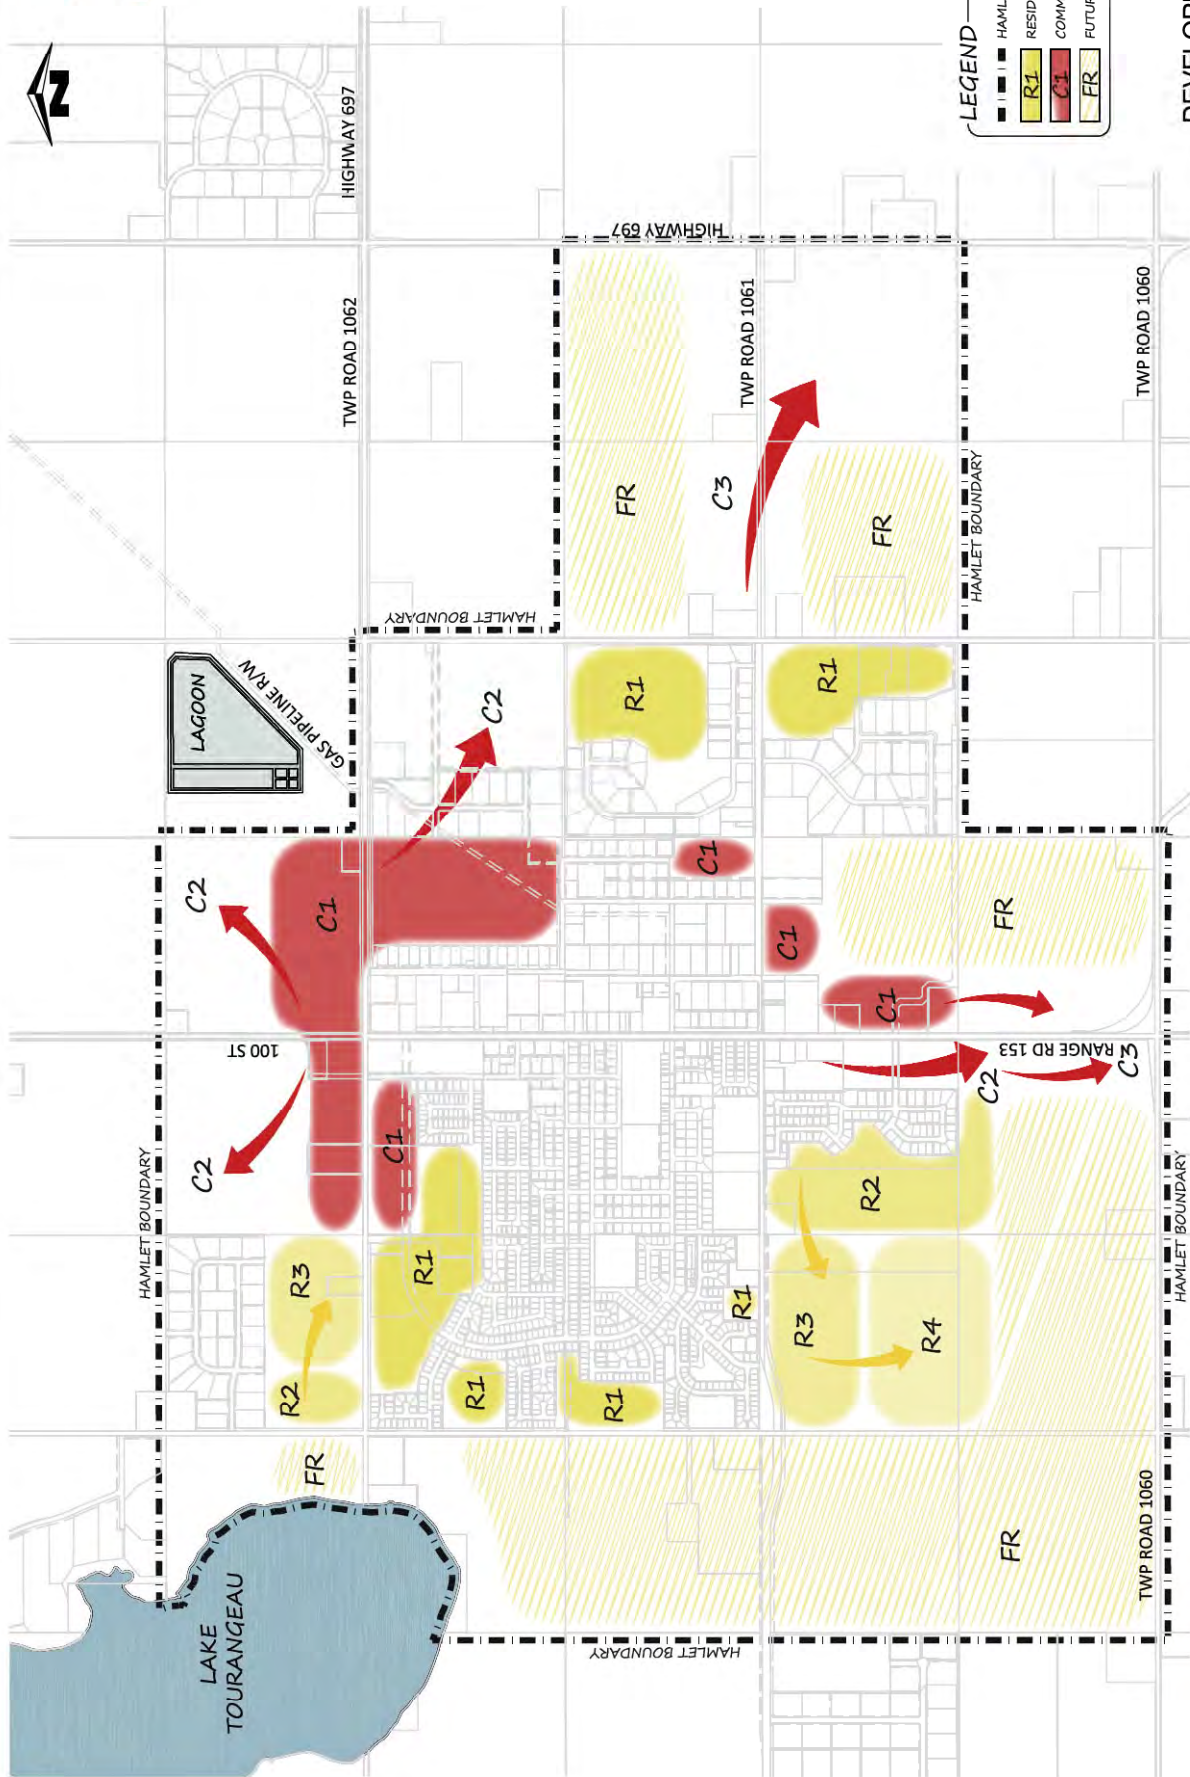 N
HAMLET BOUNDARY
LAKE
TOURANGEAU
C2
C2
LAGOON
100 ST
R2
R3
GAS PIPELINE R/W
FR
C1
TWP ROAD 1062
HIGHWAY 697
C1
R1
HAMLET BOUNDARY
R1
C2
R1
R1
FR
HAMLET BOUNDARY
C1
HIGHWAY 697
R1
C3
TWP ROAD 1061
C1
R3
R1
R2
C1
FR
R4
HAMLET BOUNDARY
C2
FR
FR
RANGE RD 153
C3
TWP ROAD 1060
TWP ROAD 1060
HAMLET BOUNDARY
LEGEND
HAML
R1 RESID
C1 COMM
FR FUTUR